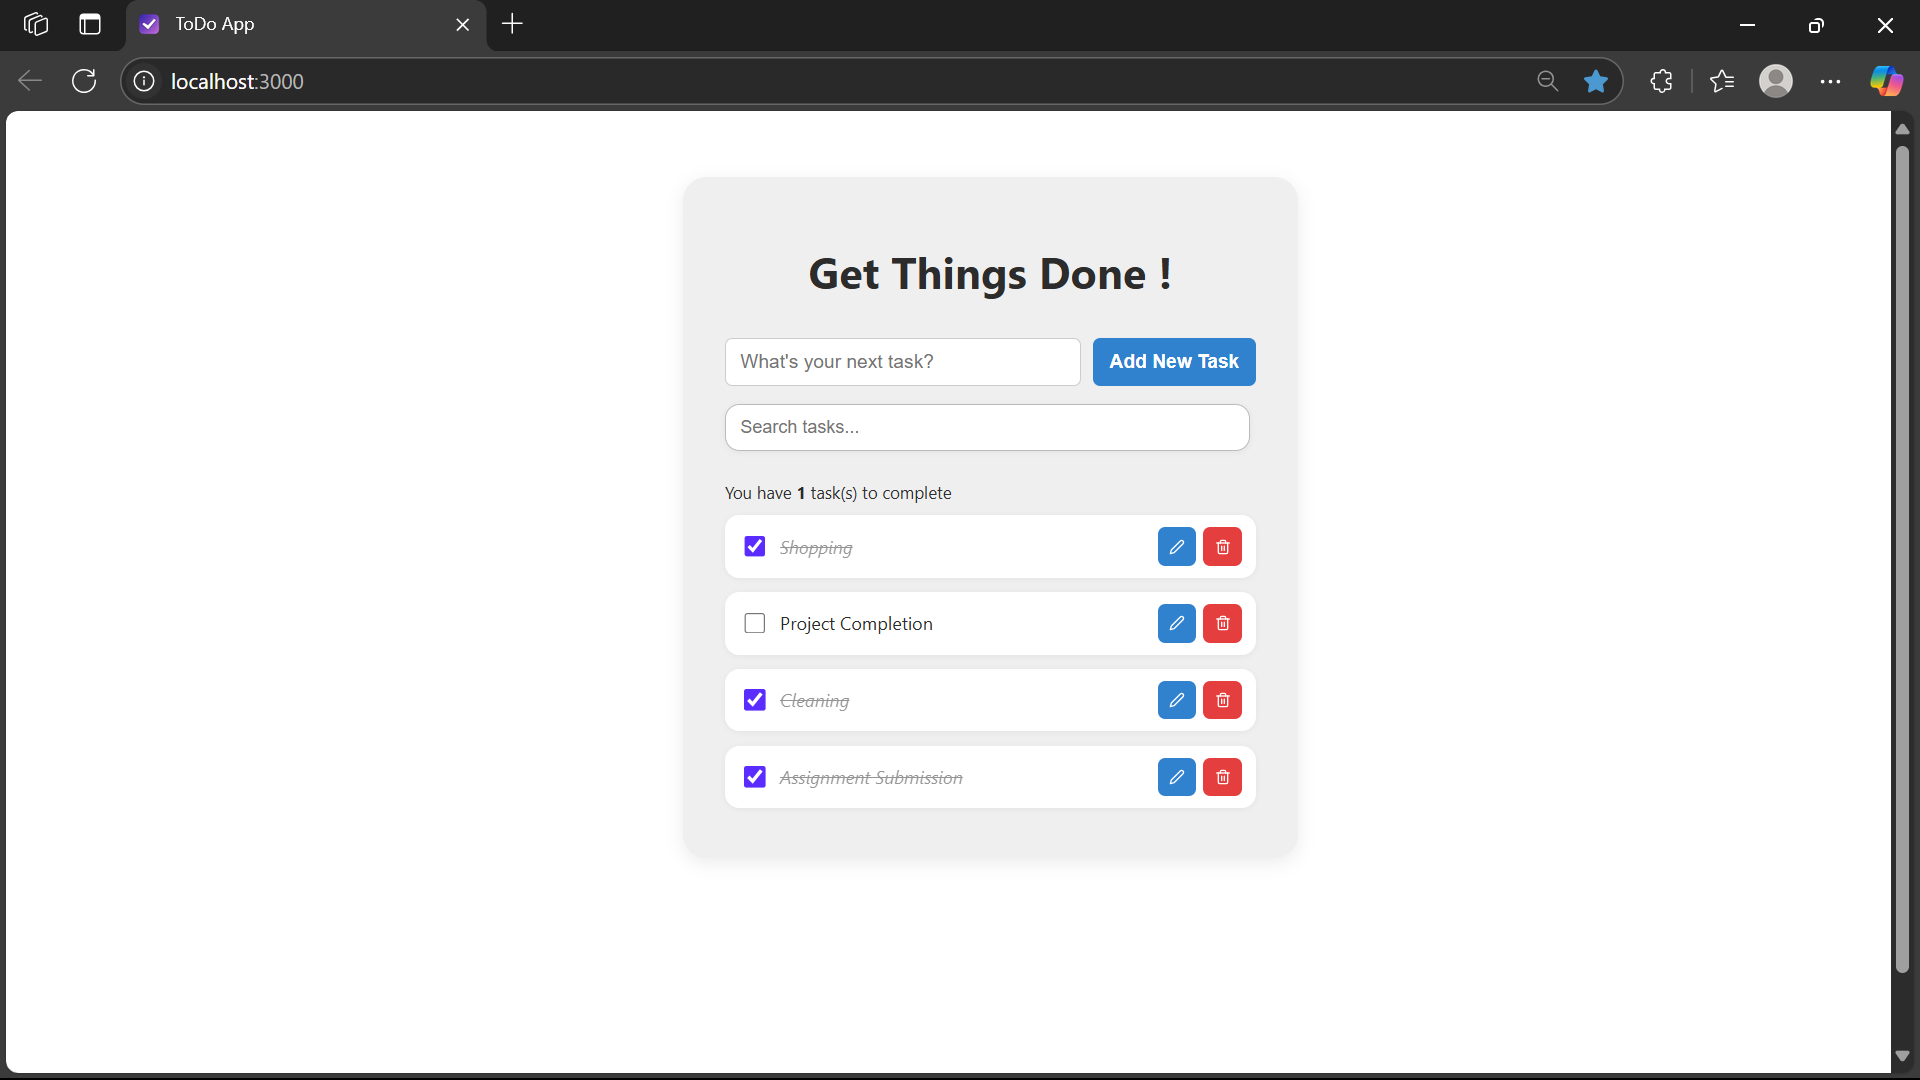 ToDo App
localhost:3000
Get Things Done !
What's your next task?
Add New Task
Search tasks...
You have 1 task(s) to complete
Shopping
Project Completion
Cleaning
Assignment Submission